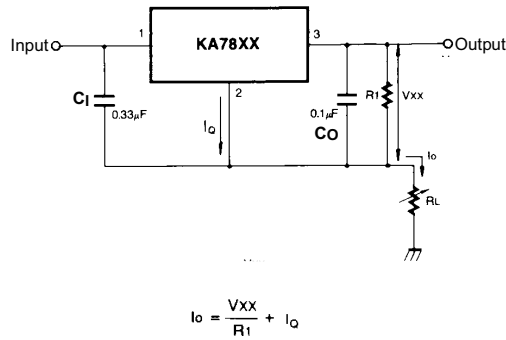 Input
1
KA78XX
3
Output
2
CI
0.33µF
IQ
0.1µF
CO
R1
VXX
Io
RL
Io = VXX / R1 + IQ